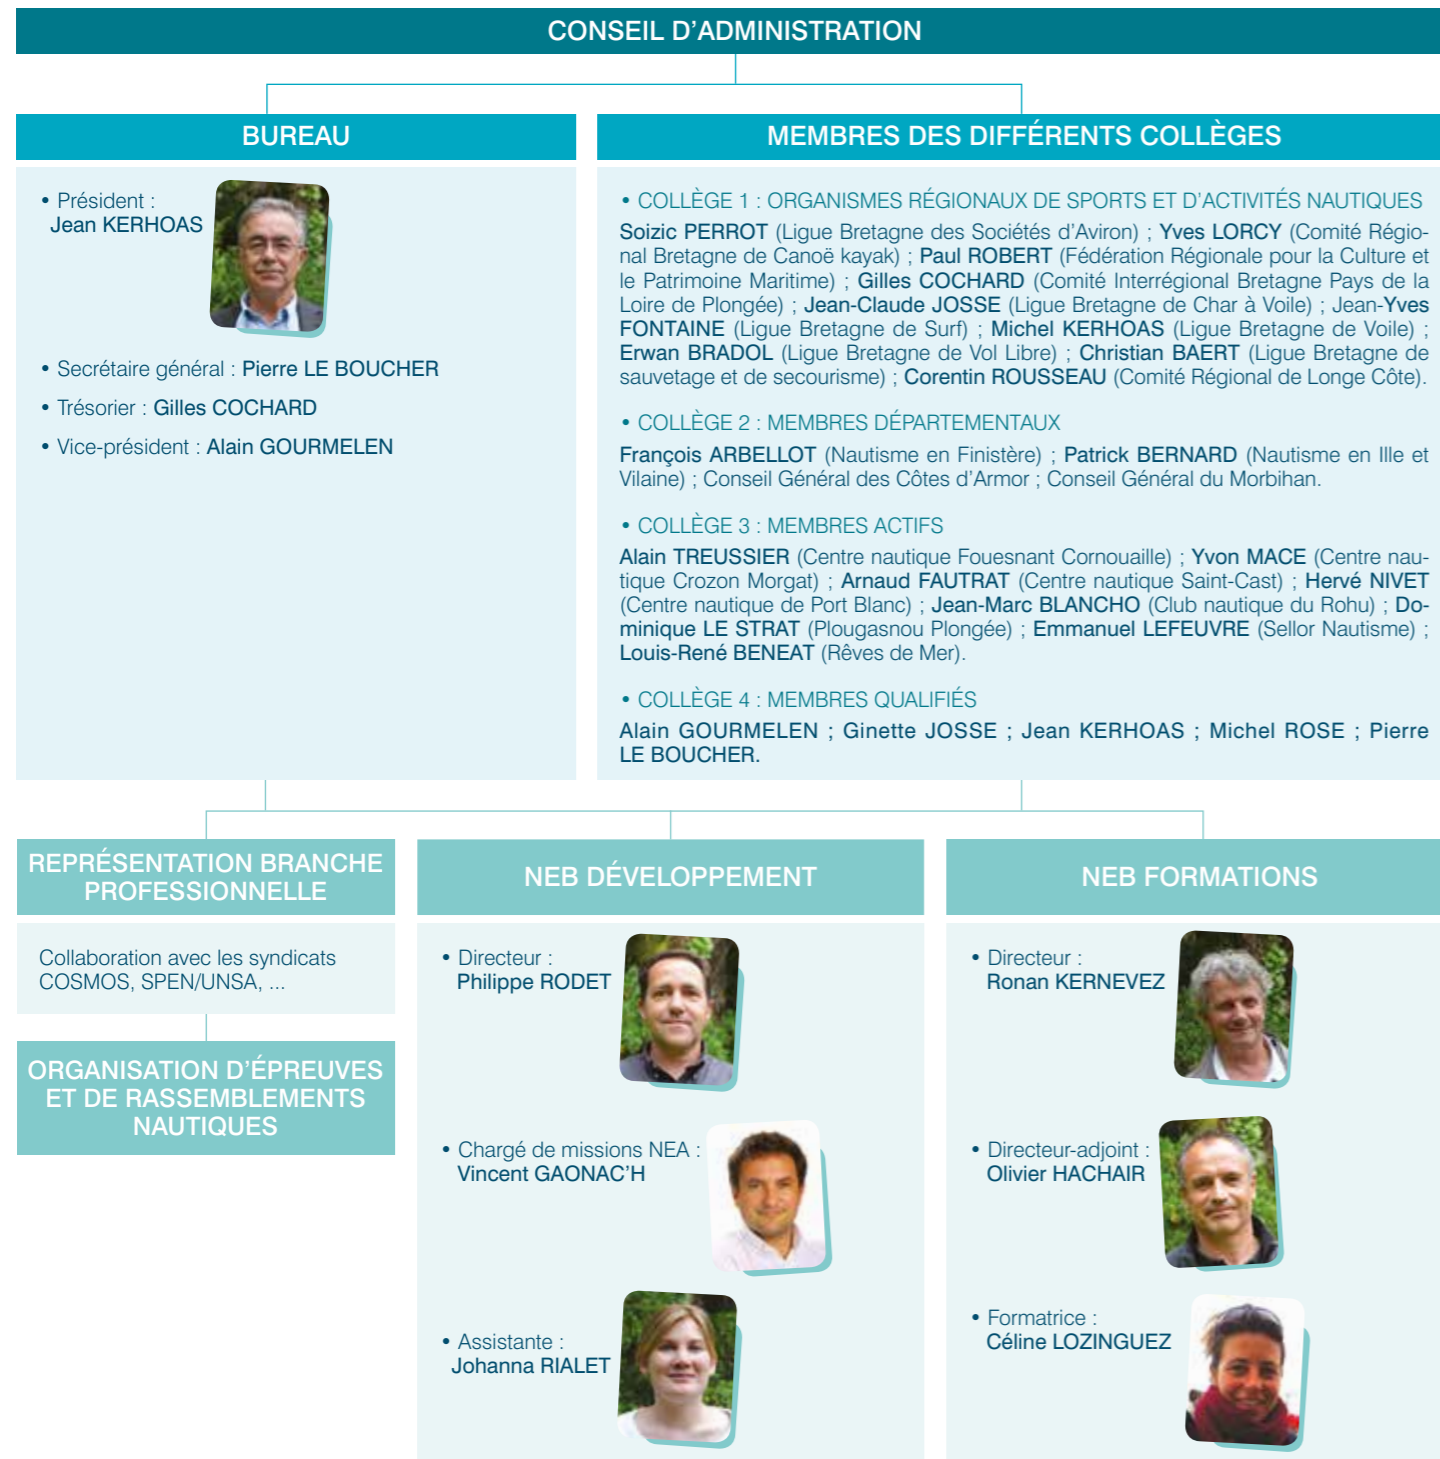 CONSEIL D'ADMINISTRATION
BUREAU
• Président :
Jean KERHOAS
• Secrétaire général : Pierre LE BOUCHER
• Trésorier : Gilles COCHARD
• Vice-président : Alain GOURMELEN
MEMBRES DES DIFFÉRENTS COLLÈGES
• COLLÈGE 1 : ORGANISMES RÉGIONAUX DE SPORTS ET D'ACTIVITÉS NAUTIQUES
Soizic PERROT (Ligue Bretagne des Sociétés d'Aviron) ; Yves LORCY (Comité Régio-
nal Bretagne de Canoë kayak) ; Paul ROBERT (Fédération Régionale pour la Culture et
le Patrimoine Maritime) ; Gilles COCHARD (Comité Interrégional Bretagne Pays de la
Loire de Plongée) ; Jean-Claude JOSSE (Ligue Bretagne de Char à Voile) ; Jean-Yves
FONTAINE (Ligue Bretagne de Surf) ; Michel KERHOAS (Ligue Bretagne de Voile) ;
Erwan BRADOL (Ligue Bretagne de Vol Libre) ; Christian BAERT (Ligue Bretagne de
sauvetage et de secourisme) ; Corentin ROUSSEAU (Comité Régional de Longe Côte).
• COLLÈGE 2 : MEMBRES DÉPARTEMENTAUX
François ARBELLOT (Nautisme en Finistère) ; Patrick BERNARD (Nautisme en Ille et
Vilaine) ; Conseil Général des Côtes d'Armor ; Conseil Général du Morbihan.
• COLLÈGE 3 : MEMBRES ACTIFS
Alain TREUSSIER (Centre nautique Fouesnant Cornouaille) ; Yvon MACE (Centre nau-
tique Crozon Morgat) ; Arnaud FAUTRAT (Centre nautique Saint-Cast) ; Hervé NIVET
(Centre nautique de Port Blanc) ; Jean-Marc BLANCHO (Club nautique du Rohu) ; Do-
minique LE STRAT (Plougasnou Plongée) ; Emmanuel LEFEUVRE (Sellor Nautisme) ;
Louis-René BENEAT (Rêves de Mer).
• COLLÈGE 4 : MEMBRES QUALIFIÉS
Alain GOURMELEN ; Ginette JOSSE ; Jean KERHOAS ; Michel ROSE ; Pierre
LE BOUCHER.
REPRÉSENTATION BRANCHE
PROFESSIONNELLE
Collaboration avec les syndicats
COSMOS, SPEN/UNSA, ...
ORGANISATION D'ÉPREUVES
ET DE RASSEMBLEMENTS
NAUTIQUES
NEB DÉVELOPPEMENT
• Directeur :
Philippe RODET
• Chargé de missions NEA :
Vincent GAONAC'H
• Assistante :
Johanna RIALET
NEB FORMATIONS
• Directeur :
Ronan KERNEVEZ
• Directeur-adjoint :
Olivier HACHAIR
• Formatrice :
Céline LOZINGUEZ